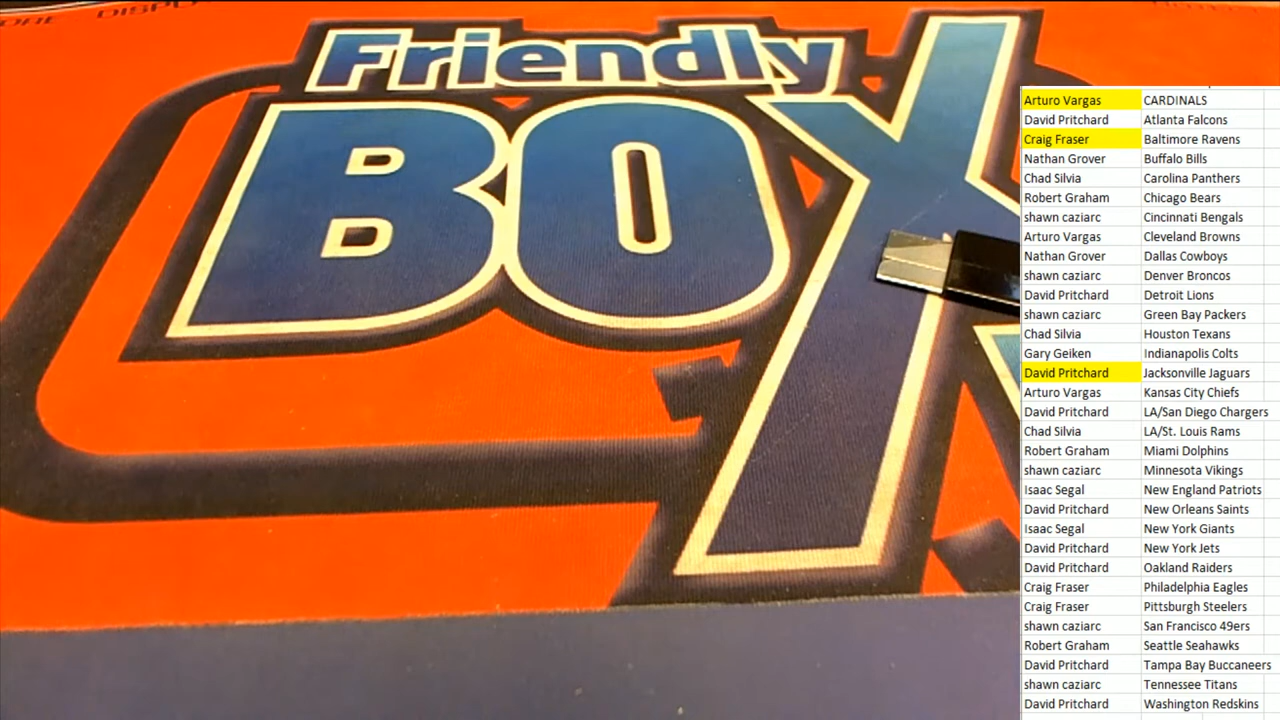 Friendly
BOX
Arturo Vargas CARDINALS
David Pritchard Atlanta Falcons
Craig Fraser Baltimore Ravens
Nathan Grover Buffalo Bills
Chad Silvia Carolina Panthers
Robert Graham Chicago Bears
shawn caziarc Cincinnati Bengals
Arturo Vargas Cleveland Browns
Nathan Grover Dallas Cowboys
shawn caziarc Denver Broncos
David Pritchard Detroit Lions
shawn caziarc Green Bay Packers
Chad Silvia Houston Texans
Gary Geiken Indianapolis Colts
David Pritchard Jacksonville Jaguars
Arturo Vargas Kansas City Chiefs
David Pritchard LA/San Diego Chargers
Chad Silvia LA/St. Louis Rams
Robert Graham Miami Dolphins
shawn caziarc Minnesota Vikings
Isaac Segal New England Patriots
David Pritchard New Orleans Saints
Isaac Segal New York Giants
David Pritchard New York Jets
David Pritchard Oakland Raiders
Craig Fraser Philadelphia Eagles
Craig Fraser Pittsburgh Steelers
shawn caziarc San Francisco 49ers
Robert Graham Seattle Seahawks
David Pritchard Tampa Bay Buccaneers
shawn caziarc Tennessee Titans
David Pritchard Washington Redskins